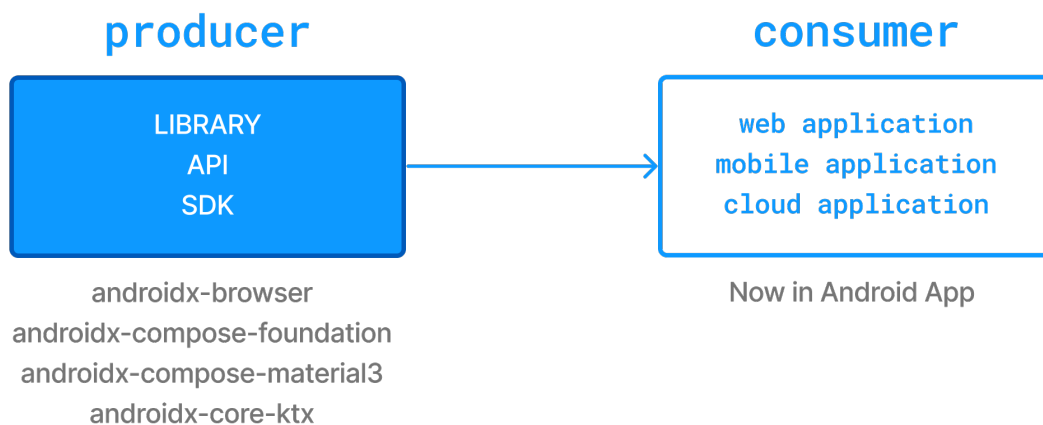 producer
LIBRARY
API
SDK
androidx-browser
androidx-compose-foundation
androidx-compose-material3
androidx-core-ktx
consumer
web application
mobile application
cloud application
Now in Android App